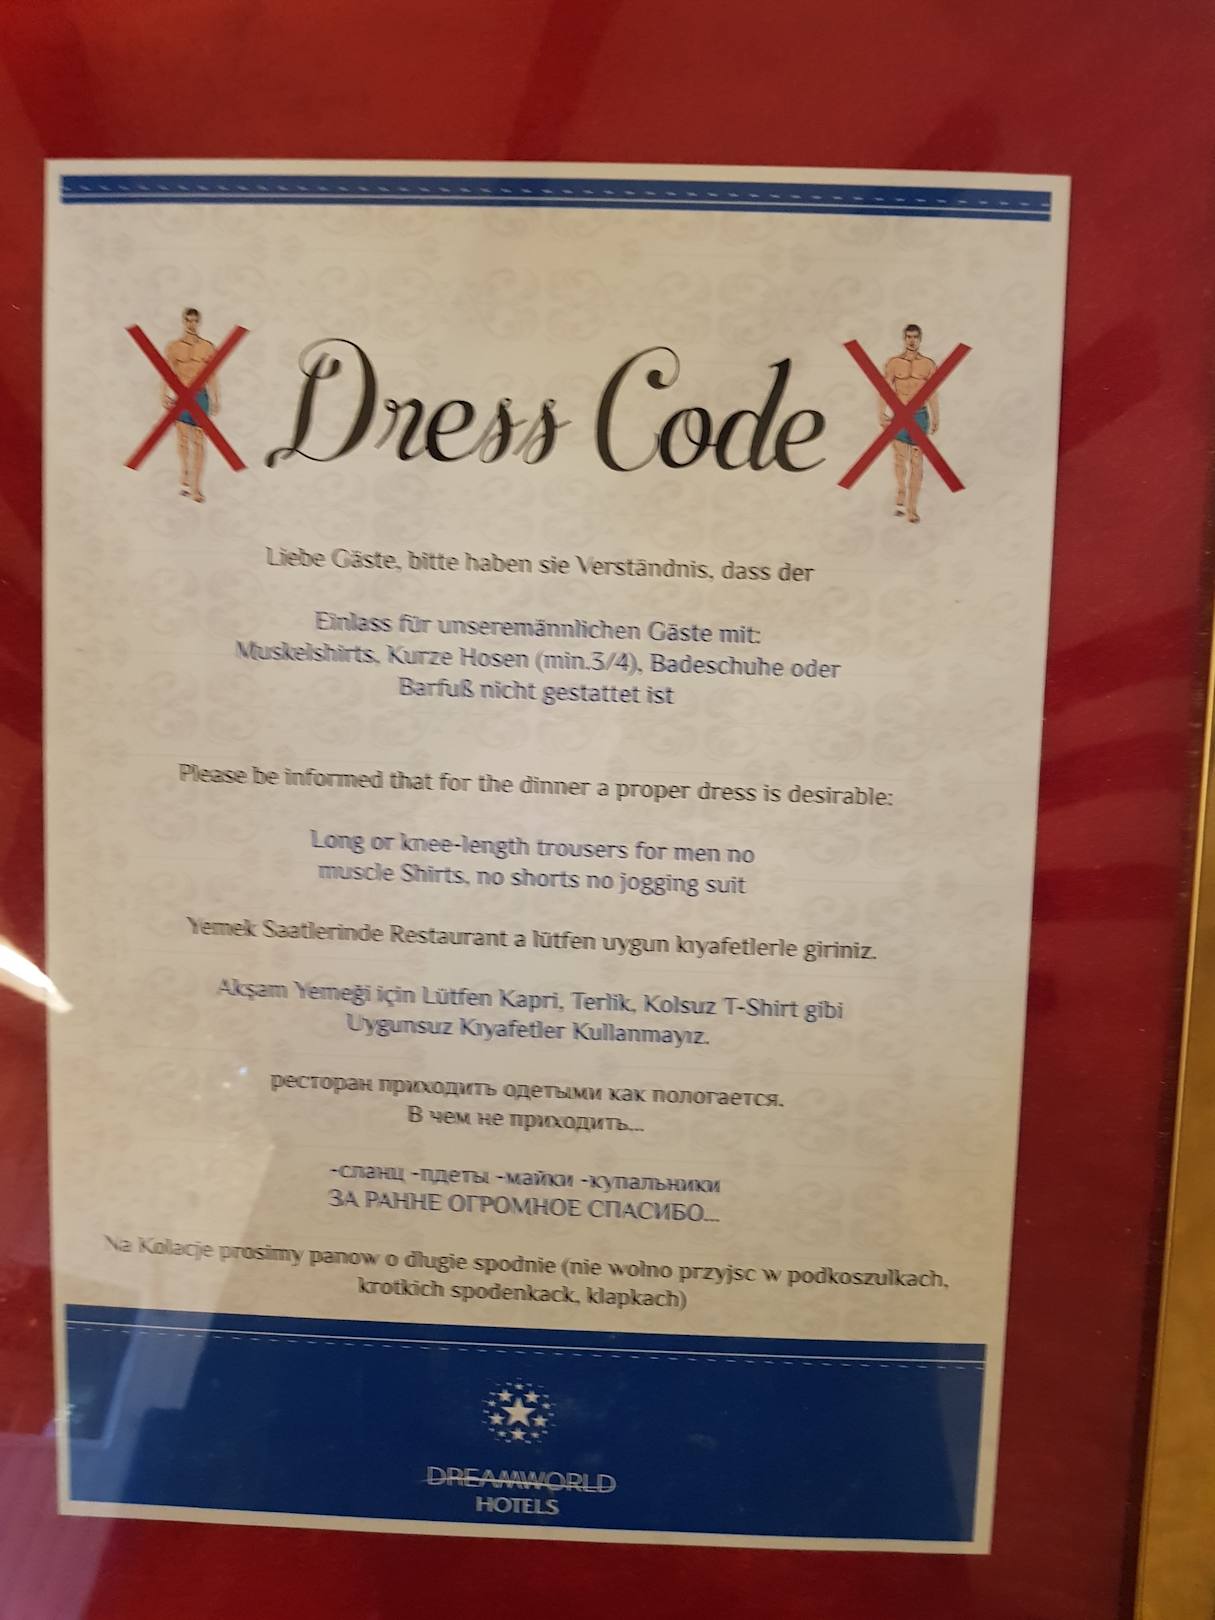 Dress Code
Liebe Gäste, bitte haben sie Verständnis, dass der
Einlass für unseremännlichen Gäste mit:
Muskelshirts, Kurze Hosen (min.3/4), Badeschuhe oder
Barfuß nicht gestattet ist
Please be informed that for the dinner a proper dress is desirable:
Long or knee-length trousers for men no
muscle Shirts, no shorts no jogging suit
Yemek Saatlerinde Restaurant a lütfen uygun kıyafetlerle giriniz.
Akşam Yemeği için Lütfen Kapri, Terlik, Kolsuz T-Shirt gibi
Uygunsuz Kıyafetler Kullanmayız.
ресторан приходить одетыми как пологается.
В чем не приходить...
-сланц -пдеты -майки -купальники
ЗА РАННЕ ОГРОМНОЕ СПАСИБО...
Na Kolacje prosimy panow o długie spodnie (nie wolno przyjsc w podkoszulkach,
krotkich spodenkack, klapkach)
DREAMWORLD
HOTELS